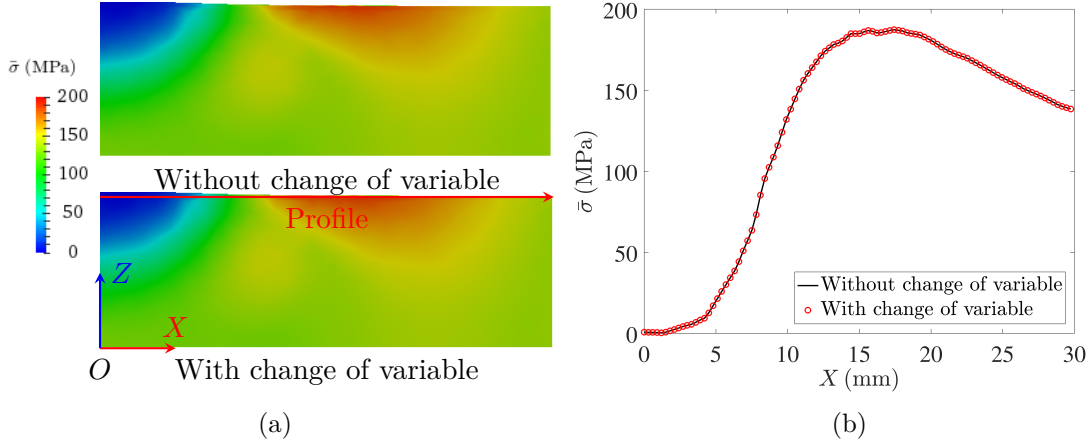 σ̄ (MPa)
200
150
100
50
0
Without change of variable
Profile
Z
X
O
With change of variable
(a)
200
150
100
50
0
σ̄ (MPa)
Without change of variable
With change of variable
0 5 10 15 20 25 30
X (mm)
(b)